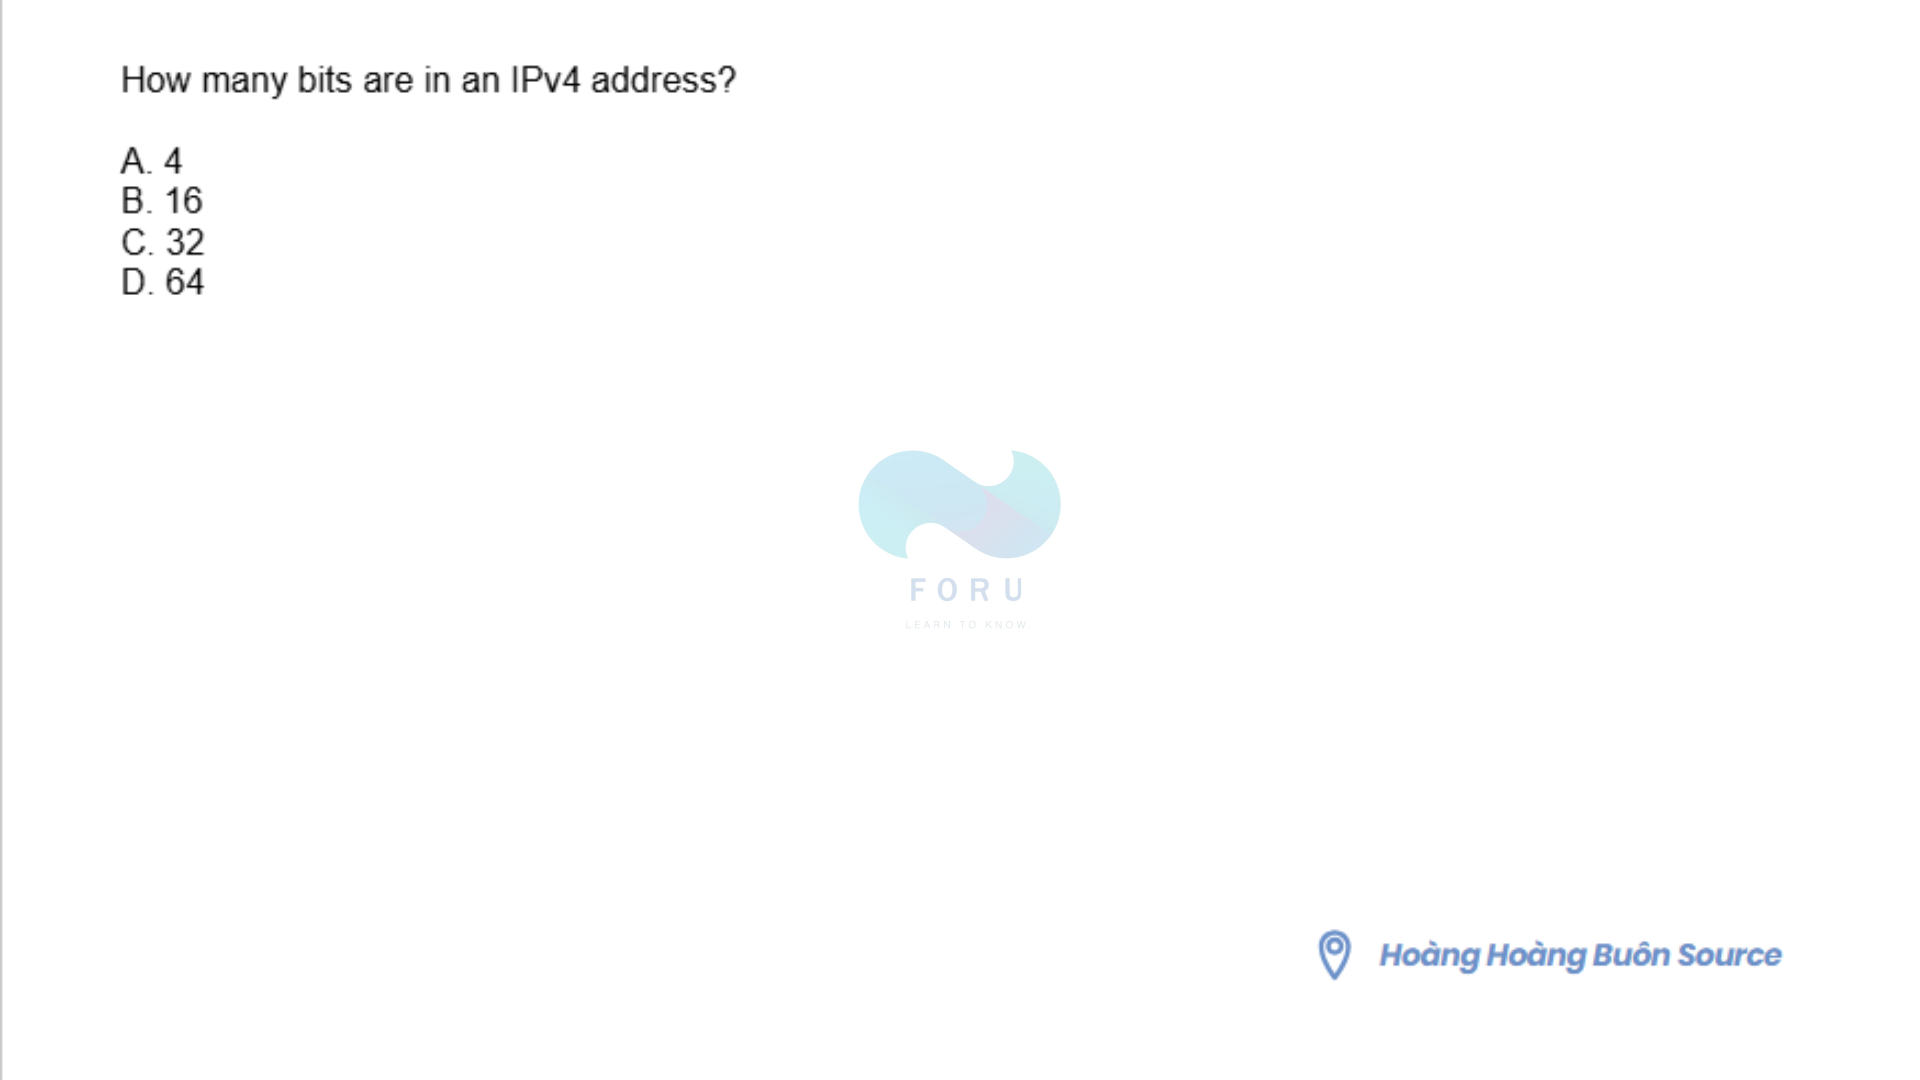 How many bits are in an IPv4 address?
A. 4
B. 16
C. 32
D. 64
FORU
LEARN TO KNOW
Hoàng Hoàng Buôn Source